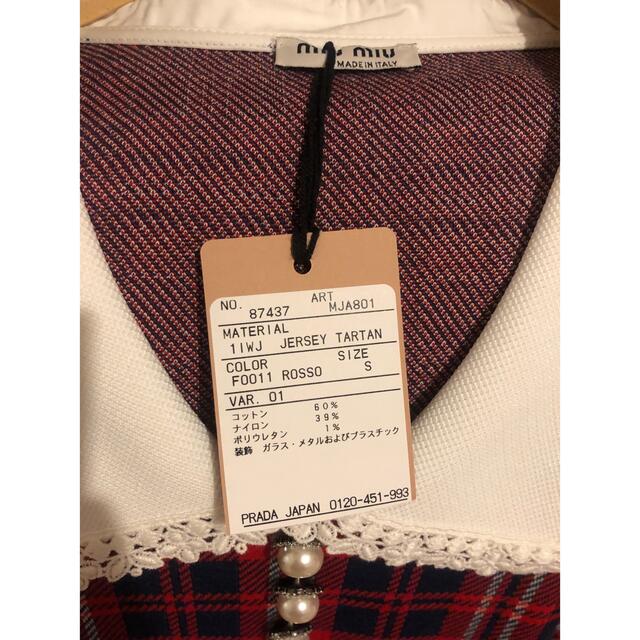 miu miu
MADE IN ITALY
NO. 87437 ART MJA801
MATERIAL
1IWJ JERSEY TARTAN
COLOR SIZE
F0011 ROSSO S
VAR. 01
コットン 60%
ナイロン 39%
ポリウレタン 1%
装飾 ガラス・メタルおよびプラスチック
PRADA JAPAN 0120-451-993